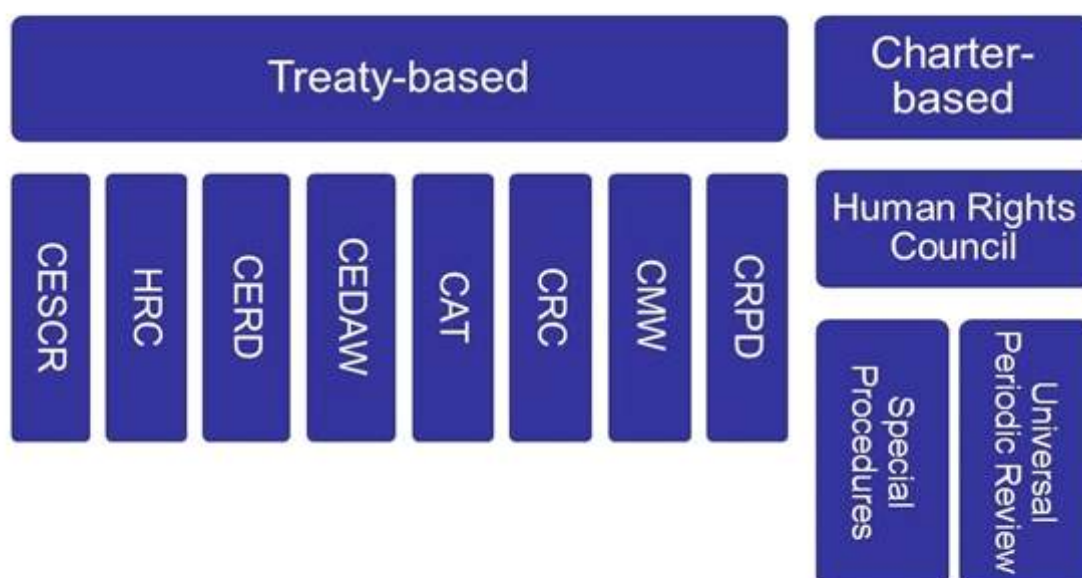 Treaty-based
Charter-
based
CESCR
HRC
CERD
CEDAW
CAT
CRC
CMW
CRPD
Human Rights
Council
Special
Procedures
Universal
Periodic Review